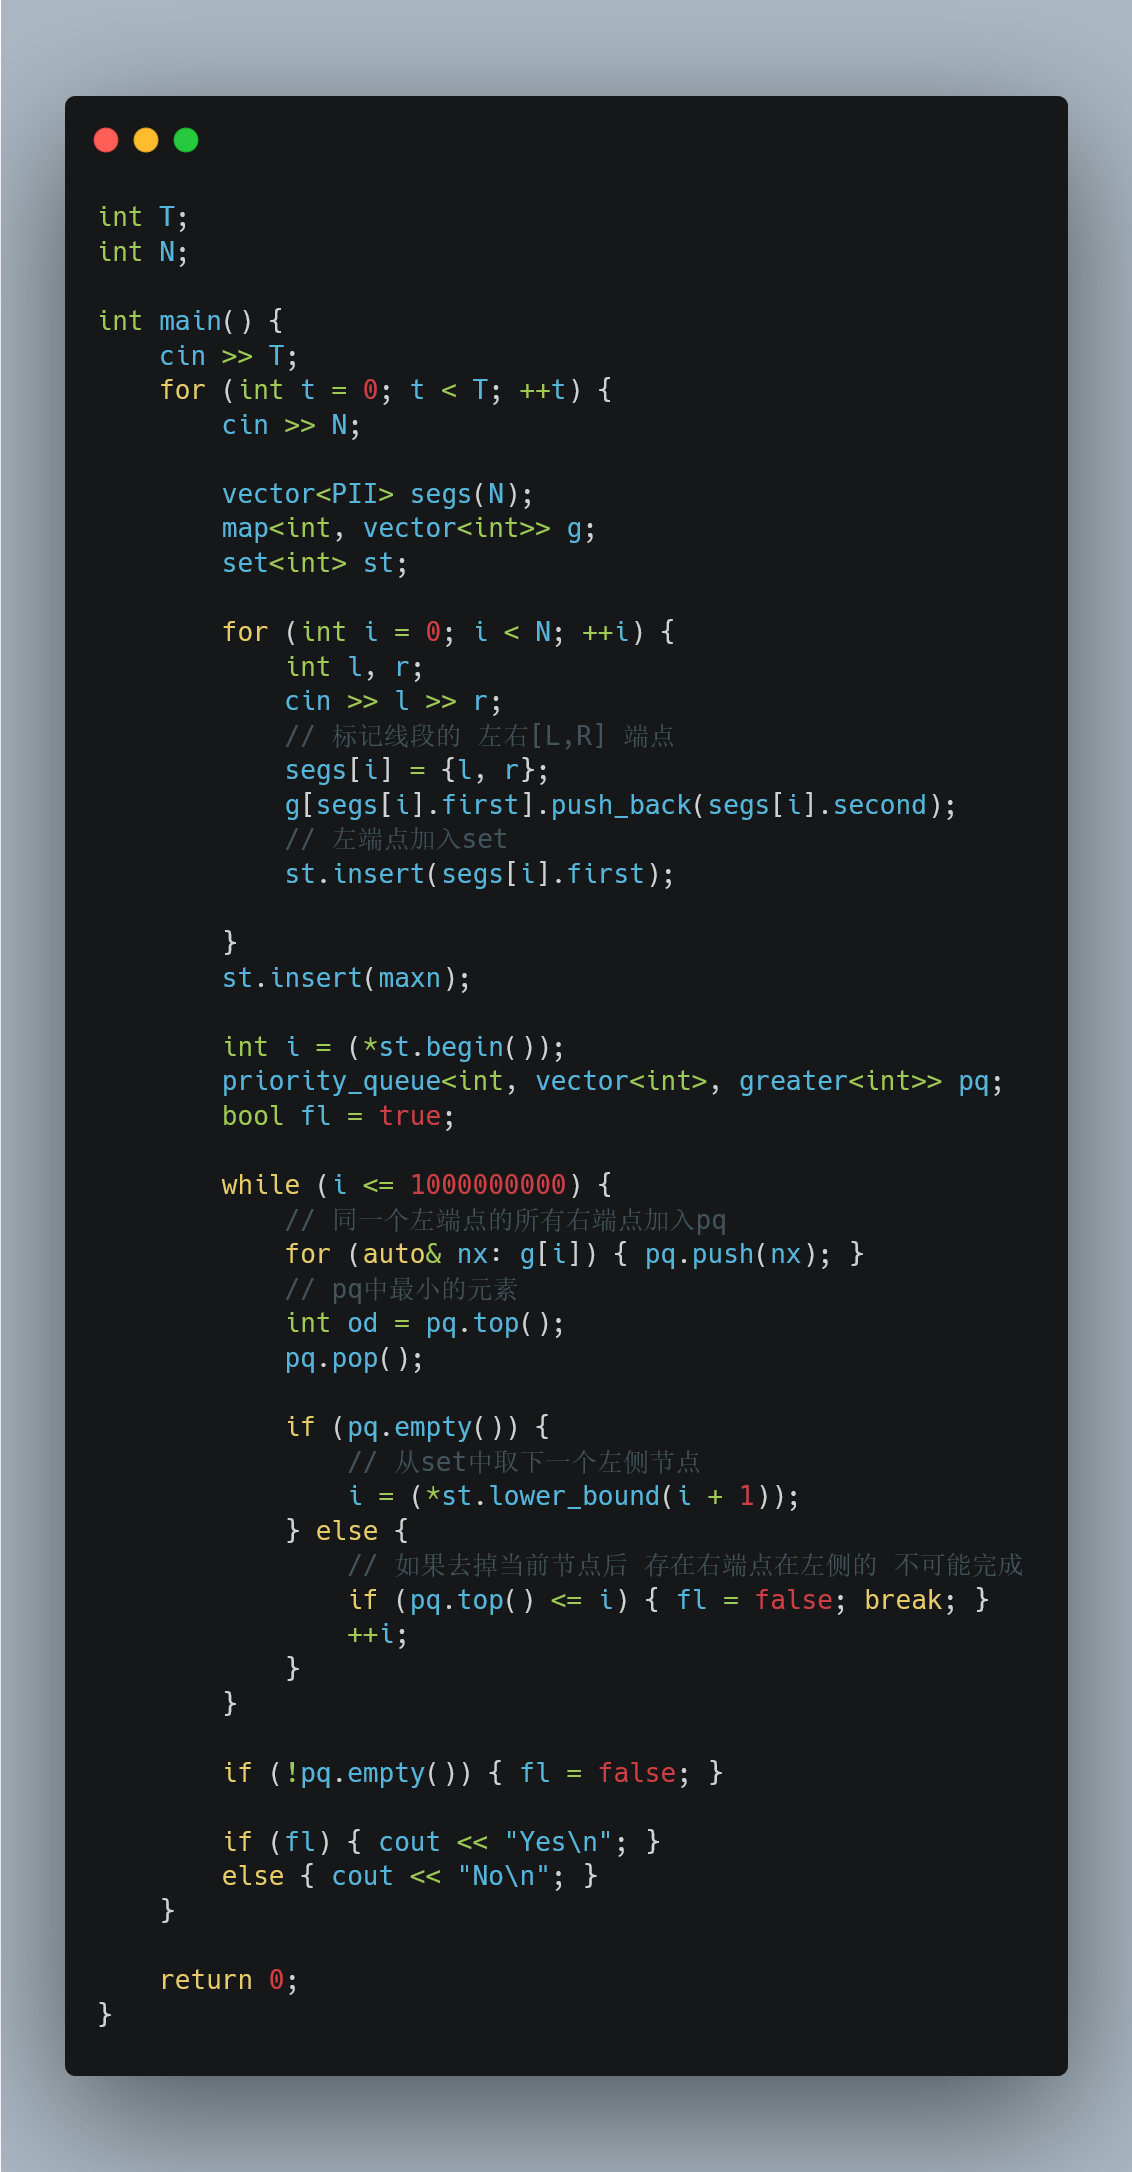 int T;
int N;

int main() {
    cin >> T;
    for (int t = 0; t < T; ++t) {
        cin >> N;

        vector<PII> segs(N);
        map<int, vector<int>> g;
        set<int> st;

        for (int i = 0; i < N; ++i) {
            int l, r;
            cin >> l >> r;
            // 标记线段的 左右[L,R] 端点
            segs[i] = {l, r};
            g[segs[i].first].push_back(segs[i].second);
            // 左端点加入set
            st.insert(segs[i].first);

        }
        st.insert(maxn);

        int i = (*st.begin());
        priority_queue<int, vector<int>, greater<int>> pq;
        bool fl = true;

        while (i <= 1000000000) {
            // 同一个左端点的所有右端点加入pq
            for (auto& nx: g[i]) { pq.push(nx); }
            // pq中最小的元素
            int od = pq.top();
            pq.pop();

            if (pq.empty()) {
                // 从set中取下一个左侧节点
                i = (*st.lower_bound(i + 1));
            } else {
                // 如果去掉当前节点后 存在右端点在左侧的 不可能完成
                if (pq.top() <= i) { fl = false; break; }
                ++i;
            }
        }

        if (!pq.empty()) { fl = false; }

        if (fl) { cout << "Yes\n"; }
        else { cout << "No\n"; }
    }

    return 0;
}